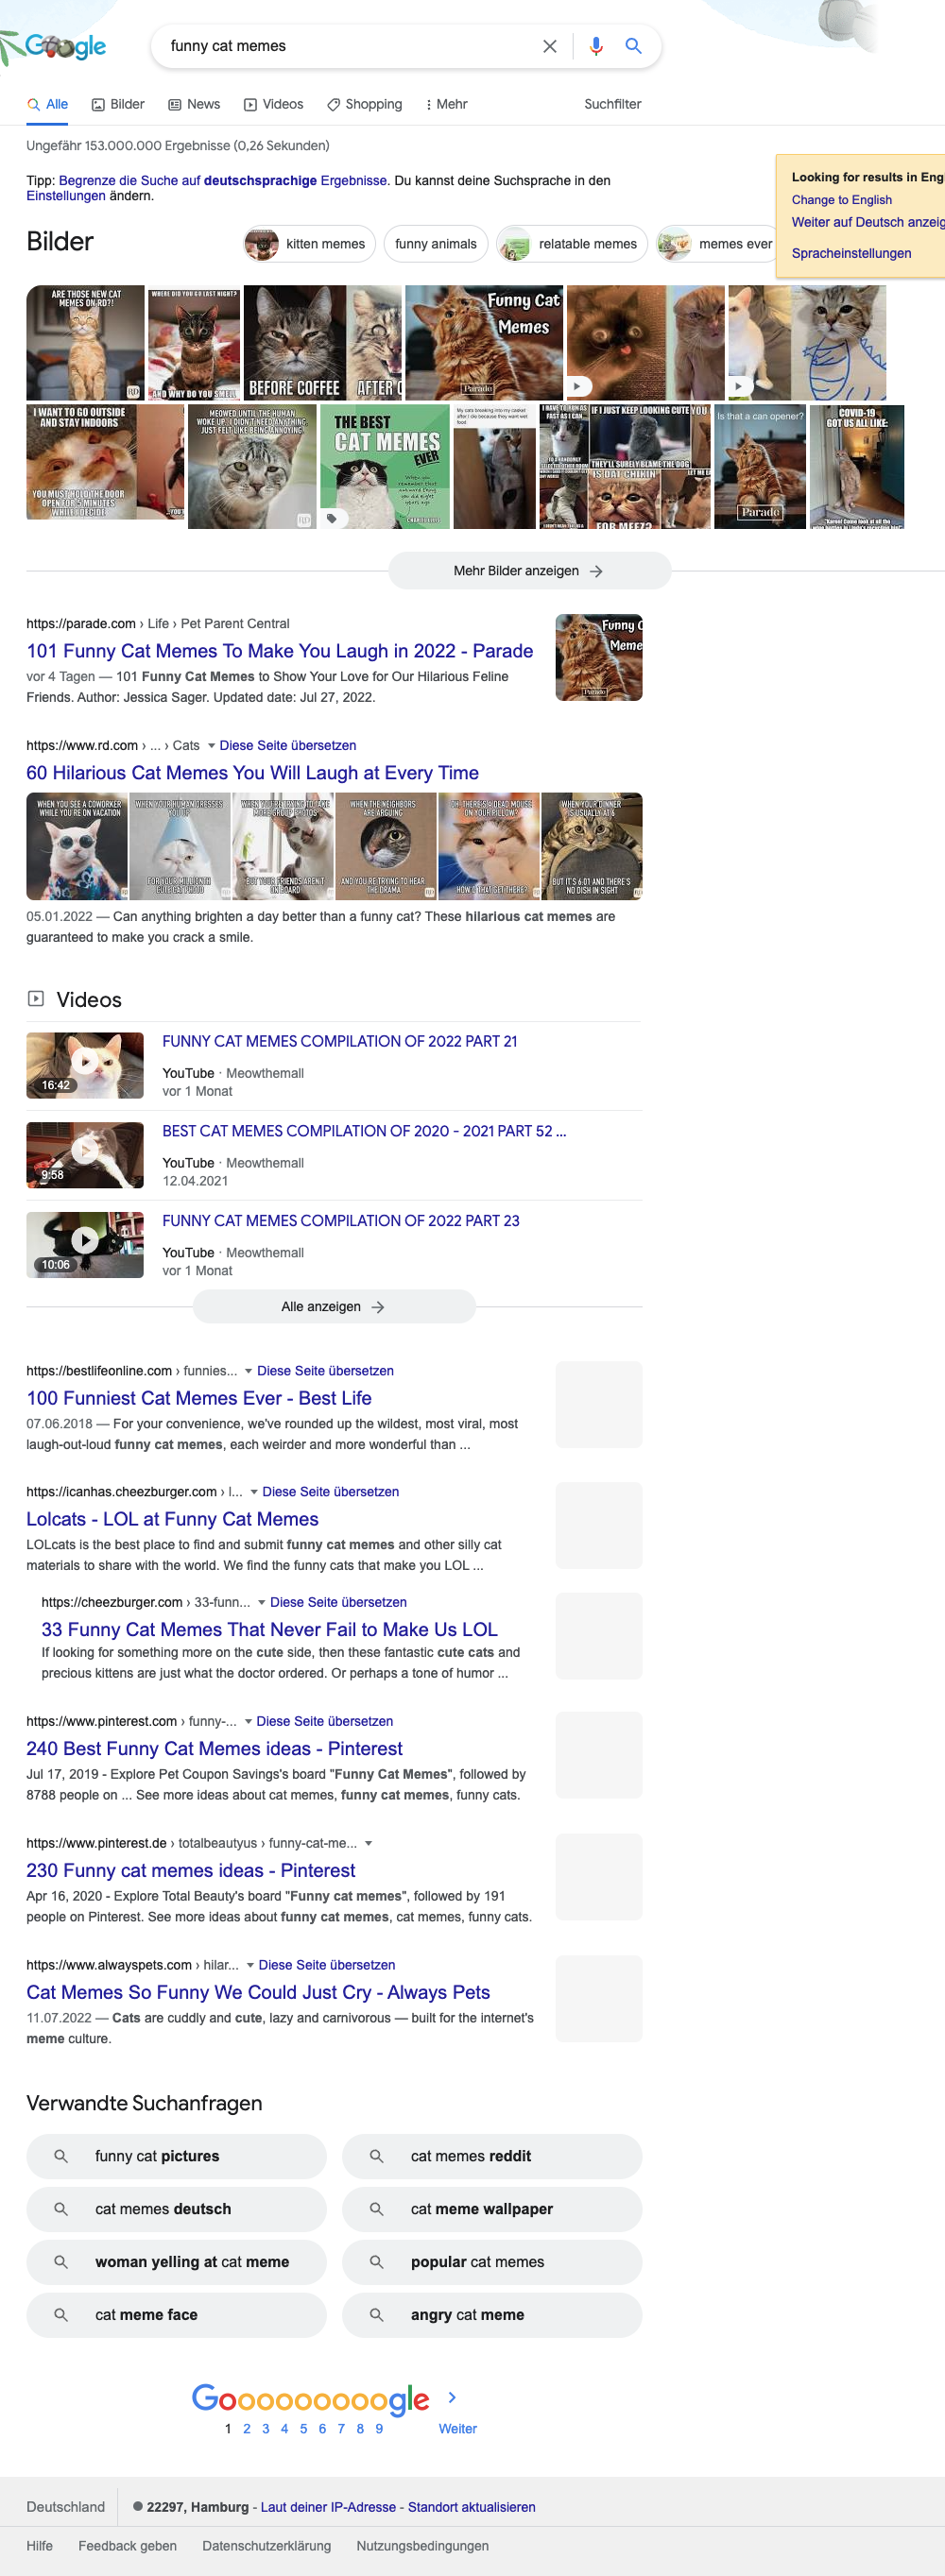 Google
funny cat memes
Alle
Bilder
News
Videos
Shopping
Mehr
Suchfilter
Ungefähr 153.000.000 Ergebnisse (0,26 Sekunden)
Tipp: Begrenze die Suche auf deutschsprachige Ergebnisse. Du kannst deine Suchsprache in den
Einstellungen ändern.
Looking for results in Engl
Change to English
Weiter auf Deutsch anzeig
Spracheinstellungen
Bilder
kitten memes
funny animals
relatable memes
memes ever
ARE THOSE NEW CAT
MEMES ON RD?!
WHERE DID YOU GO LAST NIGHT?
AND WHY DO YOU SMELL
BEFORE COFFEE
AFTER C
Funny Cat
Memes
Parade
I WANT TO GO OUTSIDE
AND STAY INDOORS
YOU MUST HOLD THE DOOR
OPEN FOR 5 MINUTES
WHILE I DECIDE
MEOWED UNTIL THE HUMAN
WOKE UP. I DIDN'T NEED ANYTHING.
JUST FELT LIKE BEING ANNOYING
THE BEST
CAT MEMES
EVER
My cats breaking into my casket
after I die because they want wet
food
I HAVE TO RUN AS
FAST AS I CAN
IF I JUST KEEP LOOKING CUTE
THEY'LL SURELY BLAME THE DOG
IS DAT CHIKIN'
FOR MEEZ?
Is that a can opener?
Parade
COVID-19
GOT US ALL LIKE:
Mehr Bilder anzeigen
https://parade.com › Life › Pet Parent Central
101 Funny Cat Memes To Make You Laugh in 2022 - Parade
vor 4 Tagen — 101 Funny Cat Memes to Show Your Love for Our Hilarious Feline
Friends. Author: Jessica Sager. Updated date: Jul 27, 2022.
Funny C
Meme
Parade
https://www.rd.com › ... › Cats
Diese Seite übersetzen
60 Hilarious Cat Memes You Will Laugh at Every Time
WHEN YOU SEE A COWORKER
WHILE YOU'RE ON VACATION
WHEN YOUR HUMAN DRESSES
YOU UP
FOR YOUR MILLIONTH
CUTE CAT PHOTO
WHEN YOU'RE TRYING TO TAKE
MORE GROUP PHOTOS
BUT YOUR FRIENDS AREN'T
ON BOARD
WHEN THE NEIGHBORS
ARE ARGUING
AND YOU'RE TRYING TO HEAR
THE DRAMA
OH, THERE'S A DEAD MOUSE
ON YOUR PILLOW?
HOW'D THAT GET THERE?
WHEN YOUR DINNER
IS USUALLY AT 6
BUT IT'S 6:01 AND THERE'S
NO DISH IN SIGHT
05.01.2022 — Can anything brighten a day better than a funny cat? These hilarious cat memes are
guaranteed to make you crack a smile.
Videos
16:42
FUNNY CAT MEMES COMPILATION OF 2022 PART 21
YouTube · Meowthemall
vor 1 Monat
9:58
BEST CAT MEMES COMPILATION OF 2020 - 2021 PART 52 ...
YouTube · Meowthemall
12.04.2021
10:06
FUNNY CAT MEMES COMPILATION OF 2022 PART 23
YouTube · Meowthemall
vor 1 Monat
Alle anzeigen
https://bestlifeonline.com › funnies...
Diese Seite übersetzen
100 Funniest Cat Memes Ever - Best Life
07.06.2018 — For your convenience, we've rounded up the wildest, most viral, most
laugh-out-loud funny cat memes, each weirder and more wonderful than ...
https://icanhas.cheezburger.com › l...
Diese Seite übersetzen
Lolcats - LOL at Funny Cat Memes
LOLcats is the best place to find and submit funny cat memes and other silly cat
materials to share with the world. We find the funny cats that make you LOL ...
https://cheezburger.com › 33-funn...
Diese Seite übersetzen
33 Funny Cat Memes That Never Fail to Make Us LOL
If looking for something more on the cute side, then these fantastic cute cats and
precious kittens are just what the doctor ordered. Or perhaps a tone of humor ...
https://www.pinterest.com › funny-...
Diese Seite übersetzen
240 Best Funny Cat Memes ideas - Pinterest
Jul 17, 2019 - Explore Pet Coupon Savings's board "Funny Cat Memes", followed by
8788 people on ... See more ideas about cat memes, funny cat memes, funny cats.
https://www.pinterest.de › totalbeautyus › funny-cat-me...
230 Funny cat memes ideas - Pinterest
Apr 16, 2020 - Explore Total Beauty's board "Funny cat memes", followed by 191
people on Pinterest. See more ideas about funny cat memes, cat memes, funny cats.
https://www.alwayspets.com › hilar...
Diese Seite übersetzen
Cat Memes So Funny We Could Just Cry - Always Pets
11.07.2022 — Cats are cuddly and cute, lazy and carnivorous — built for the internet's
meme culture.
Verwandte Suchanfragen
funny cat pictures
cat memes reddit
cat memes deutsch
cat meme wallpaper
woman yelling at cat meme
popular cat memes
cat meme face
angry cat meme
Goooooooooogle
1 2 3 4 5 6 7 8 9 Weiter
Deutschland
22297, Hamburg - Laut deiner IP-Adresse - Standort aktualisieren
Hilfe
Feedback geben
Datenschutzerklärung
Nutzungsbedingungen